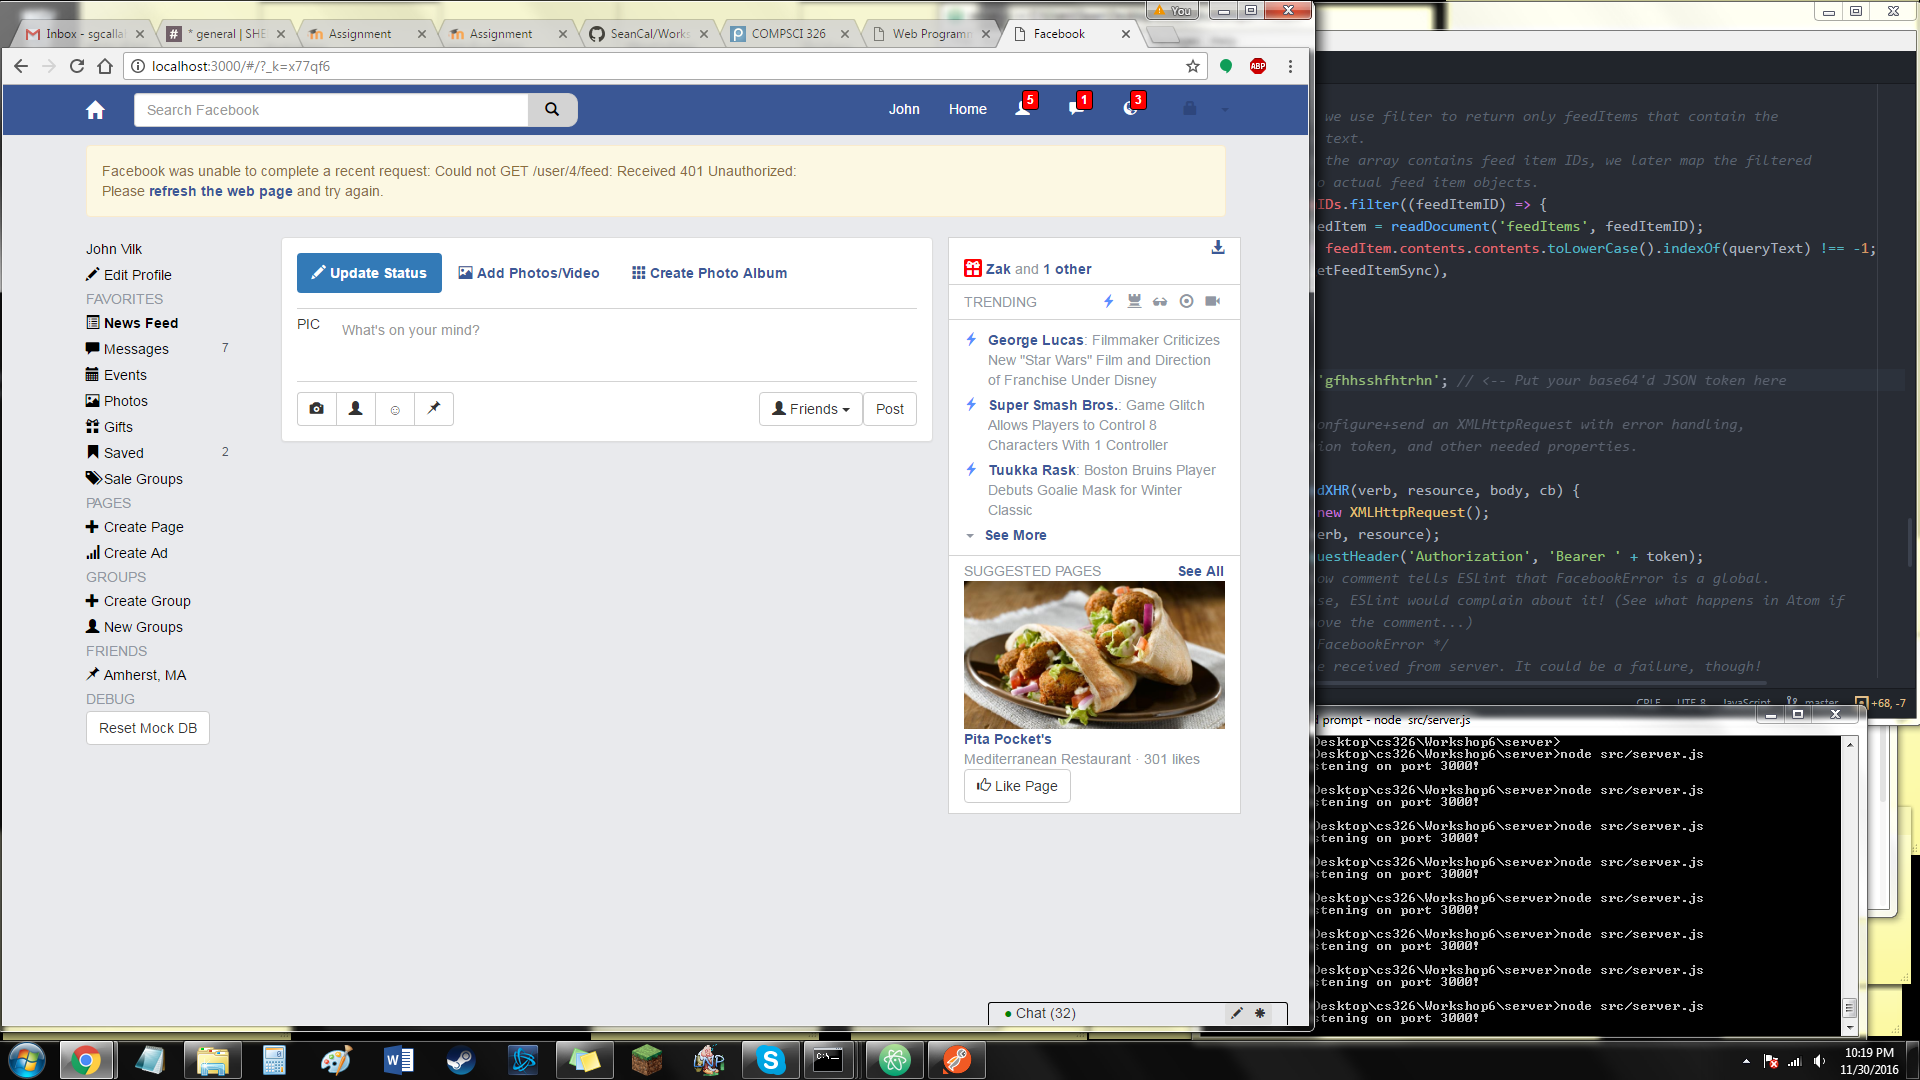 Inbox - sgcalla
* general | SHE
Assignment
Assignment
SeanCal/Works
COMPSCI 326
Web Programm
Facebook
You
localhost:3000/#/?_k=x77qf6
ABP
Search Facebook
John
Home
5
1
3
Facebook was unable to complete a recent request: Could not GET /user/4/feed: Received 401 Unauthorized:
Please refresh the web page and try again.
John Vilk
Edit Profile
FAVORITES
News Feed
Messages 7
Events
Photos
Gifts
Saved 2
Sale Groups
PAGES
Create Page
Create Ad
GROUPS
Create Group
New Groups
FRIENDS
Amherst, MA
DEBUG
Reset Mock DB
Update Status
Add Photos/Video
Create Photo Album
PIC
What's on your mind?
Friends
Post
Zak and 1 other
TRENDING
George Lucas: Filmmaker Criticizes
New "Star Wars" Film and Direction
of Franchise Under Disney
Super Smash Bros.: Game Glitch
Allows Players to Control 8
Characters With 1 Controller
Tuukka Rask: Boston Bruins Player
Debuts Goalie Mask for Winter
Classic
See More
SUGGESTED PAGES
See All
Pita Pocket's
Mediterranean Restaurant · 301 likes
Like Page
Chat (32)
we use filter to return only feedItems that contain the
text.
the array contains feed item IDs, we later map the filtered
o actual feed item objects.
IDs.filter((feedItemID) => {
edItem = readDocument('feedItems', feedItemID);
feedItem.contents.contents.toLowerCase().indexOf(queryText) !== -1;
etFeedItemSync),
'gfhhsshfhtrhn'; // <-- Put your base64'd JSON token here
onfigure+send an XMLHttpRequest with error handling,
ion token, and other needed properties.
dXHR(verb, resource, body, cb) {
new XMLHttpRequest();
erb, resource);
uestHeader('Authorization', 'Bearer ' + token);
ow comment tells ESLint that FacebookError is a global.
se, ESLint would complain about it! (See what happens in Atom if
ove the comment...)
FacebookError */
e received from server. It could be a failure, though!
CRLF
UTF-8
JavaScript
master
+68, -7
prompt - node src/server.js
Desktop\cs326\Workshop6\server>
Desktop\cs326\Workshop6\server>node src/server.js
stening on port 3000!
Desktop\cs326\Workshop6\server>node src/server.js
stening on port 3000!
Desktop\cs326\Workshop6\server>node src/server.js
stening on port 3000!
Desktop\cs326\Workshop6\server>node src/server.js
stening on port 3000!
Desktop\cs326\Workshop6\server>node src/server.js
stening on port 3000!
Desktop\cs326\Workshop6\server>node src/server.js
stening on port 3000!
Desktop\cs326\Workshop6\server>node src/server.js
stening on port 3000!
Desktop\cs326\Workshop6\server>node src/server.js
stening on port 3000!
10:19 PM
11/30/2016